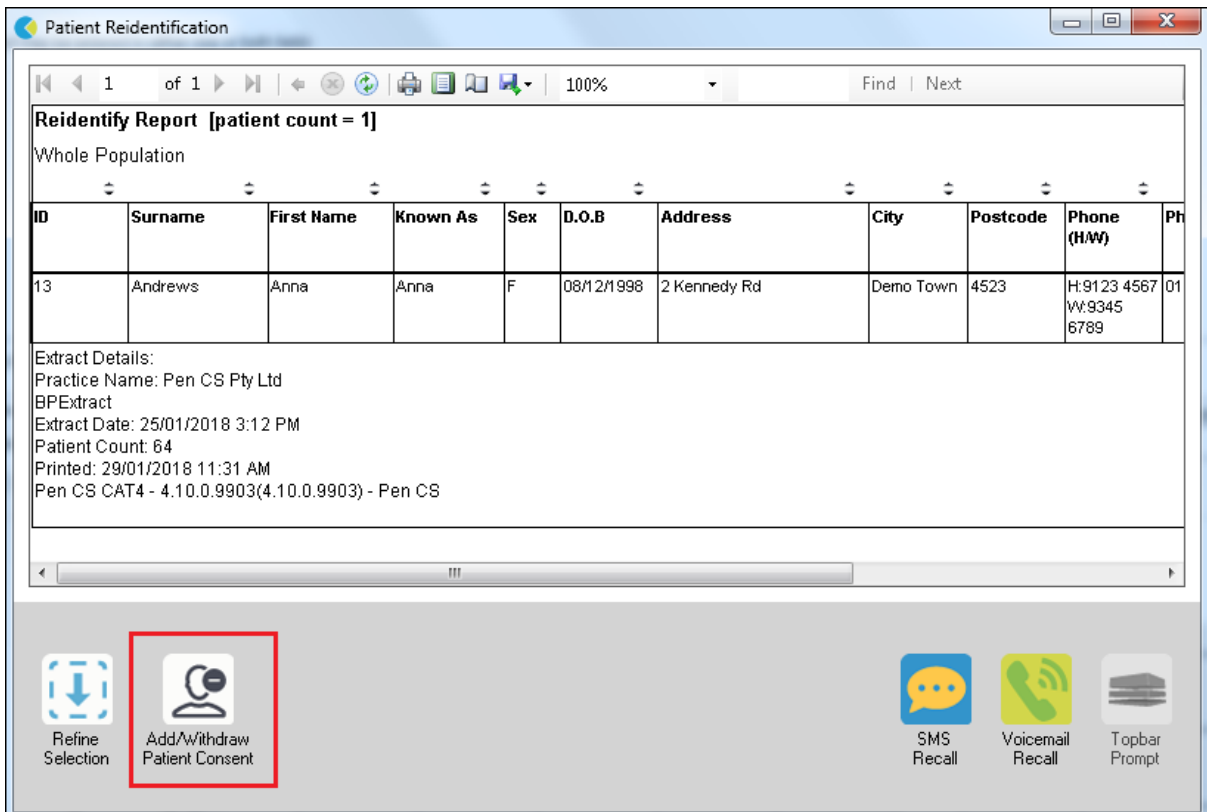 Patient Reidentification
1 of 1 100% Find | Next
Reidentify Report [patient count = 1]
Whole Population
ID Surname First Name Known As Sex D.O.B Address City Postcode Phone (H/W) Ph
13 Andrews Anna Anna F 08/12/1998 2 Kennedy Rd Demo Town 4523 H:9123 4567 W:9345 6789 01
Extract Details:
Practice Name: Pen CS Pty Ltd
BPExtract
Extract Date: 25/01/2018 3:12 PM
Patient Count: 64
Printed: 29/01/2018 11:31 AM
Pen CS CAT4 - 4.10.0.9903(4.10.0.9903) - Pen CS
Refine Selection
Add/Withdraw Patient Consent
SMS Recall
Voicemail Recall
Topbar Prompt